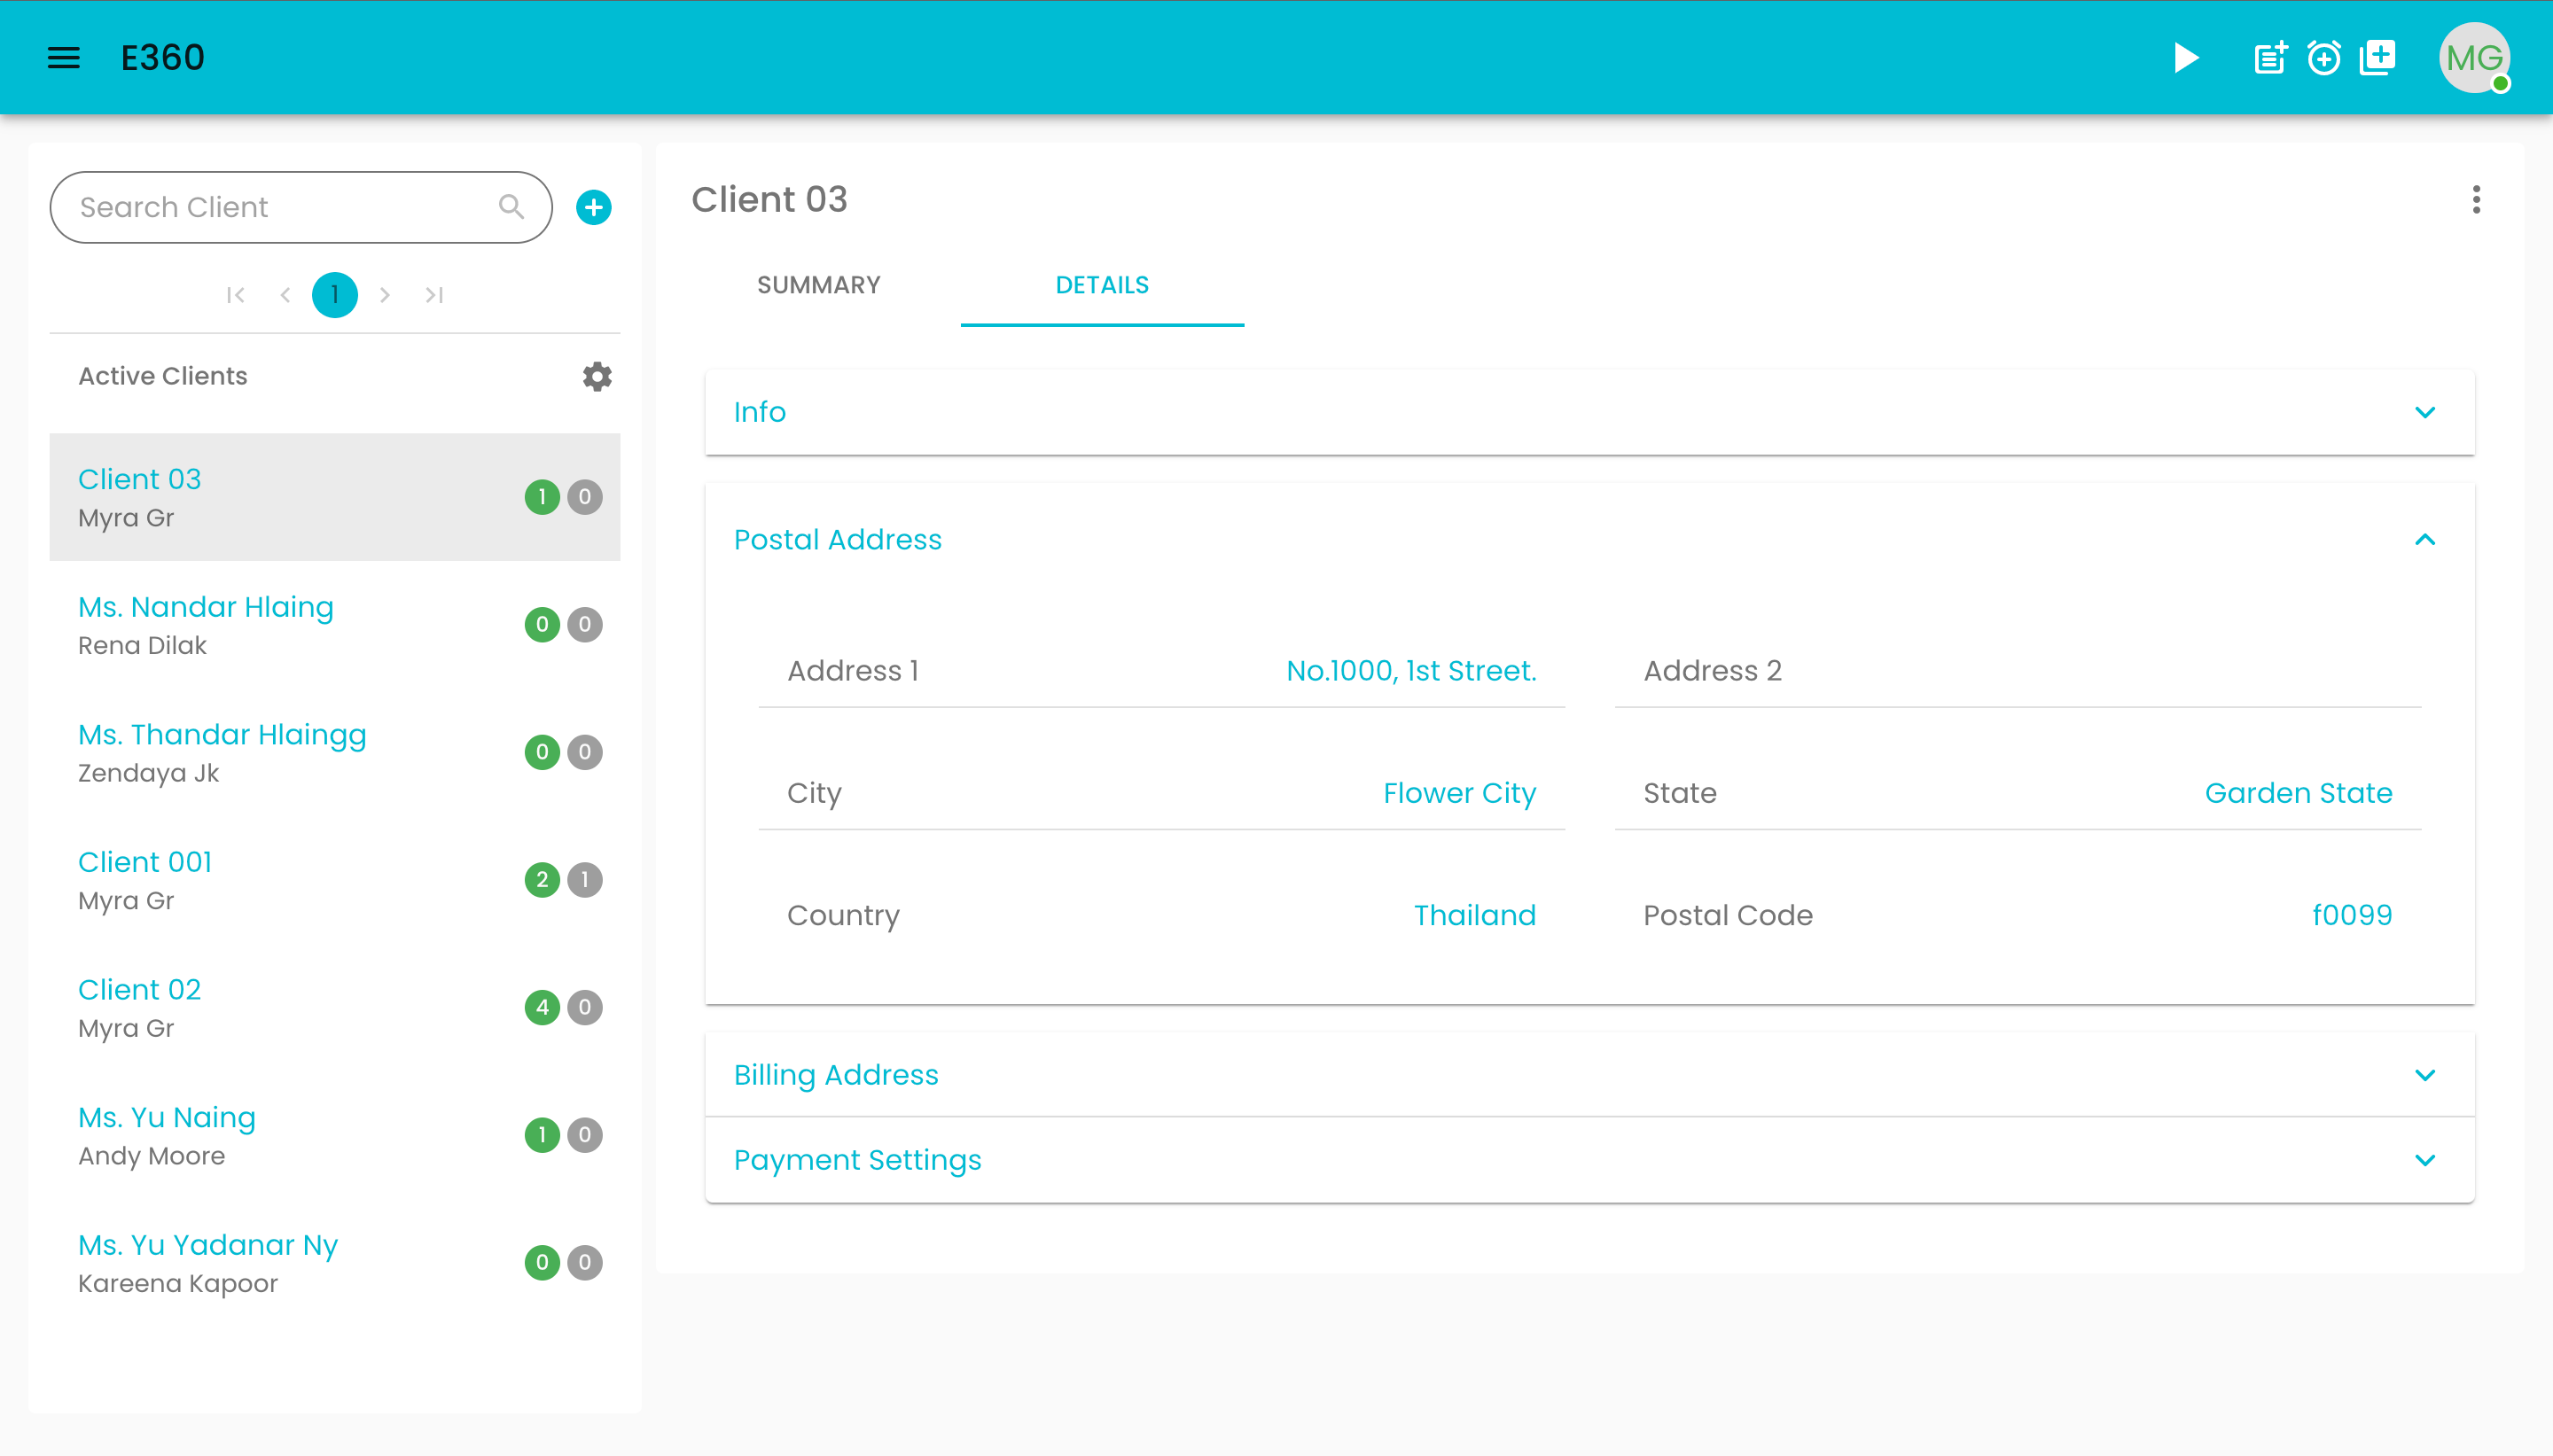 E360
MG
Search Client
1
Active Clients
Client 03
Myra Gr
1 0
Ms. Nandar Hlaing
Rena Dilak
0 0
Ms. Thandar Hlaingg
Zendaya Jk
0 0
Client 001
Myra Gr
2 1
Client 02
Myra Gr
4 0
Ms. Yu Naing
Andy Moore
1 0
Ms. Yu Yadanar Ny
Kareena Kapoor
0 0
Client 03
SUMMARY DETAILS
Info
Postal Address
Address 1 No.1000, 1st Street.
Address 2
City Flower City
State Garden State
Country Thailand
Postal Code f0099
Billing Address
Payment Settings